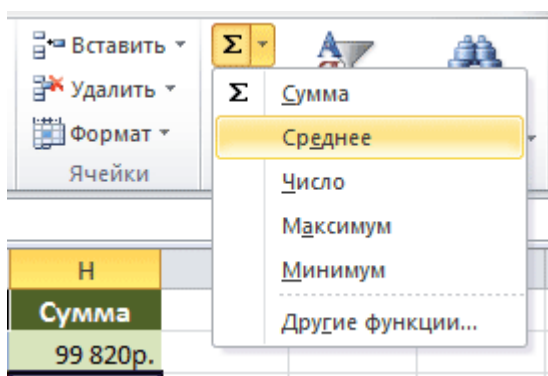 Вставить
Удалить
Формат
Ячейки
Σ
Σ Сумма
Среднее
Число
Максимум
Минимум
Другие функции...
H
Сумма
99 820р.